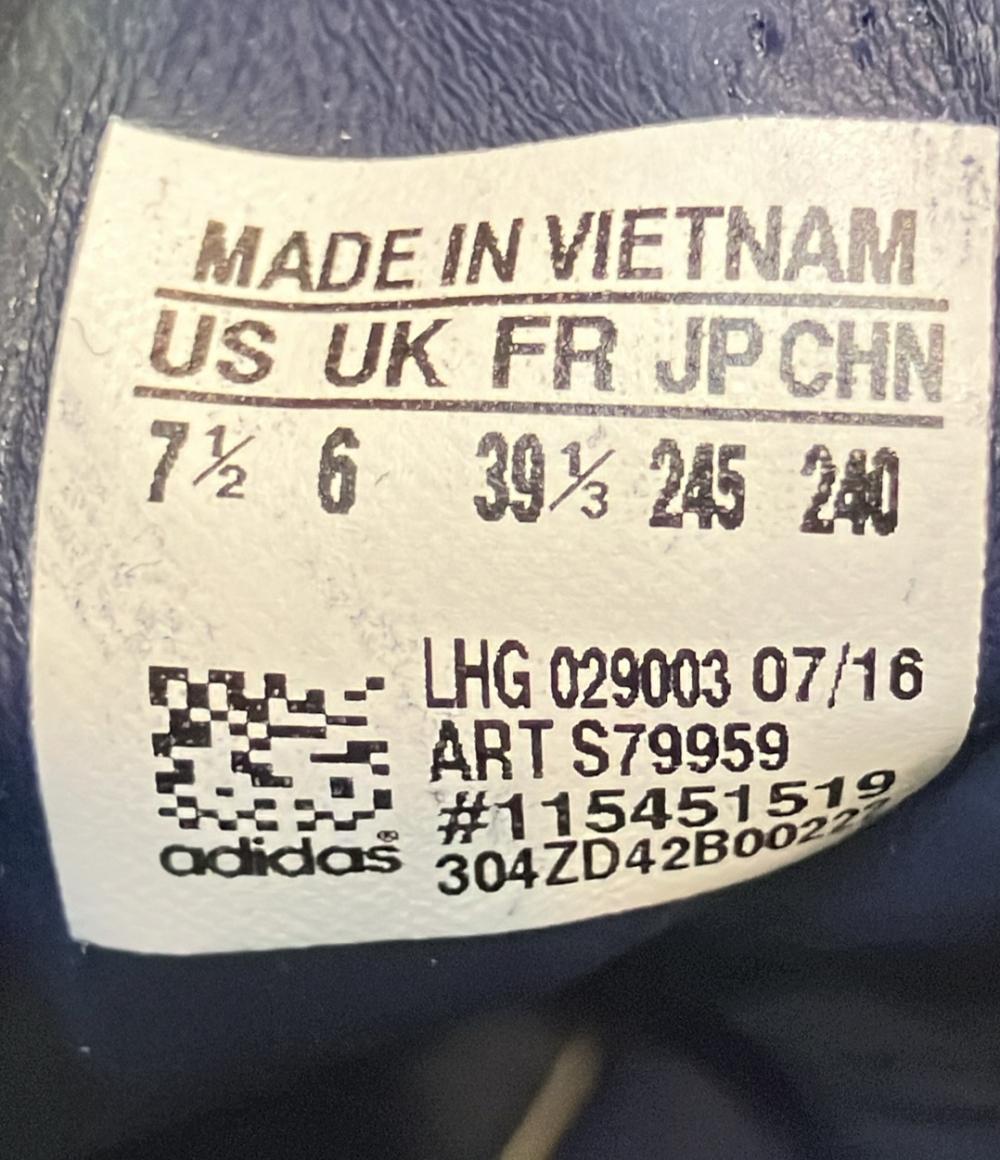 MADE IN VIETNAM
US UK FR JP CHN
7½ 6 39⅓ 245 240
LHG 029003 07/16
ART S79959
#115451519
adidas®